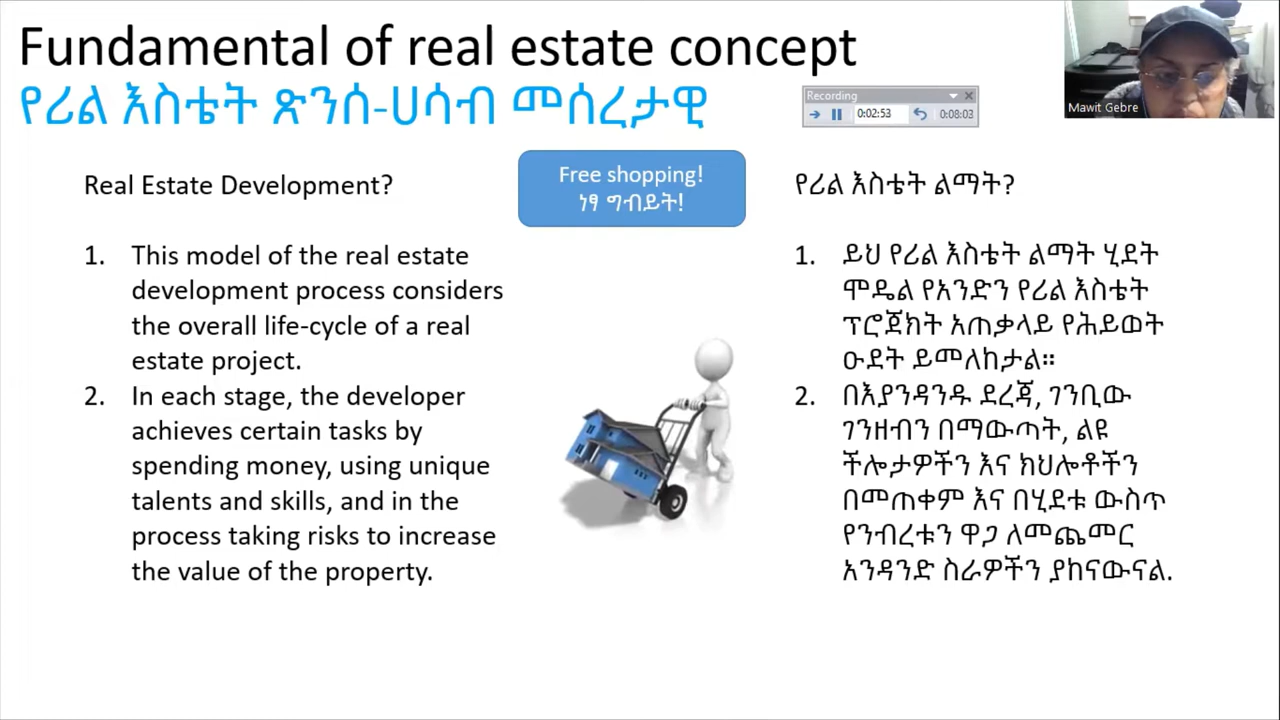 Fundamental of real estate concept
የሪል እስቴት ጽንሰ-ሀሳብ መሰረታዊ
Recording
0:02:53
0:08:03
Mawit Gebre
Free shopping!
ነፃ ግብይት!
Real Estate Development?
1. This model of the real estate
development process considers
the overall life-cycle of a real
estate project.
2. In each stage, the developer
achieves certain tasks by
spending money, using unique
talents and skills, and in the
process taking risks to increase
the value of the property.
የሪል እስቴት ልማት?
1. ይህ የሪል እስቴት ልማት ሂደት
ሞዴል የአንድን የሪል እስቴት
ፕሮጀክት አጠቃላይ የሕይወት
ዑደት ይመለከታል።
2. በእያንዳንዱ ደረጃ, ገንቢው
ገንዘብን በማውጣት, ልዩ
ችሎታዎችን እና ክህሎቶችን
በመጠቀም እና በሂደቱ ውስጥ
የንብረቱን ዋጋ ለመጨመር
አንዳንድ ስራዎችን ያከናውናል.